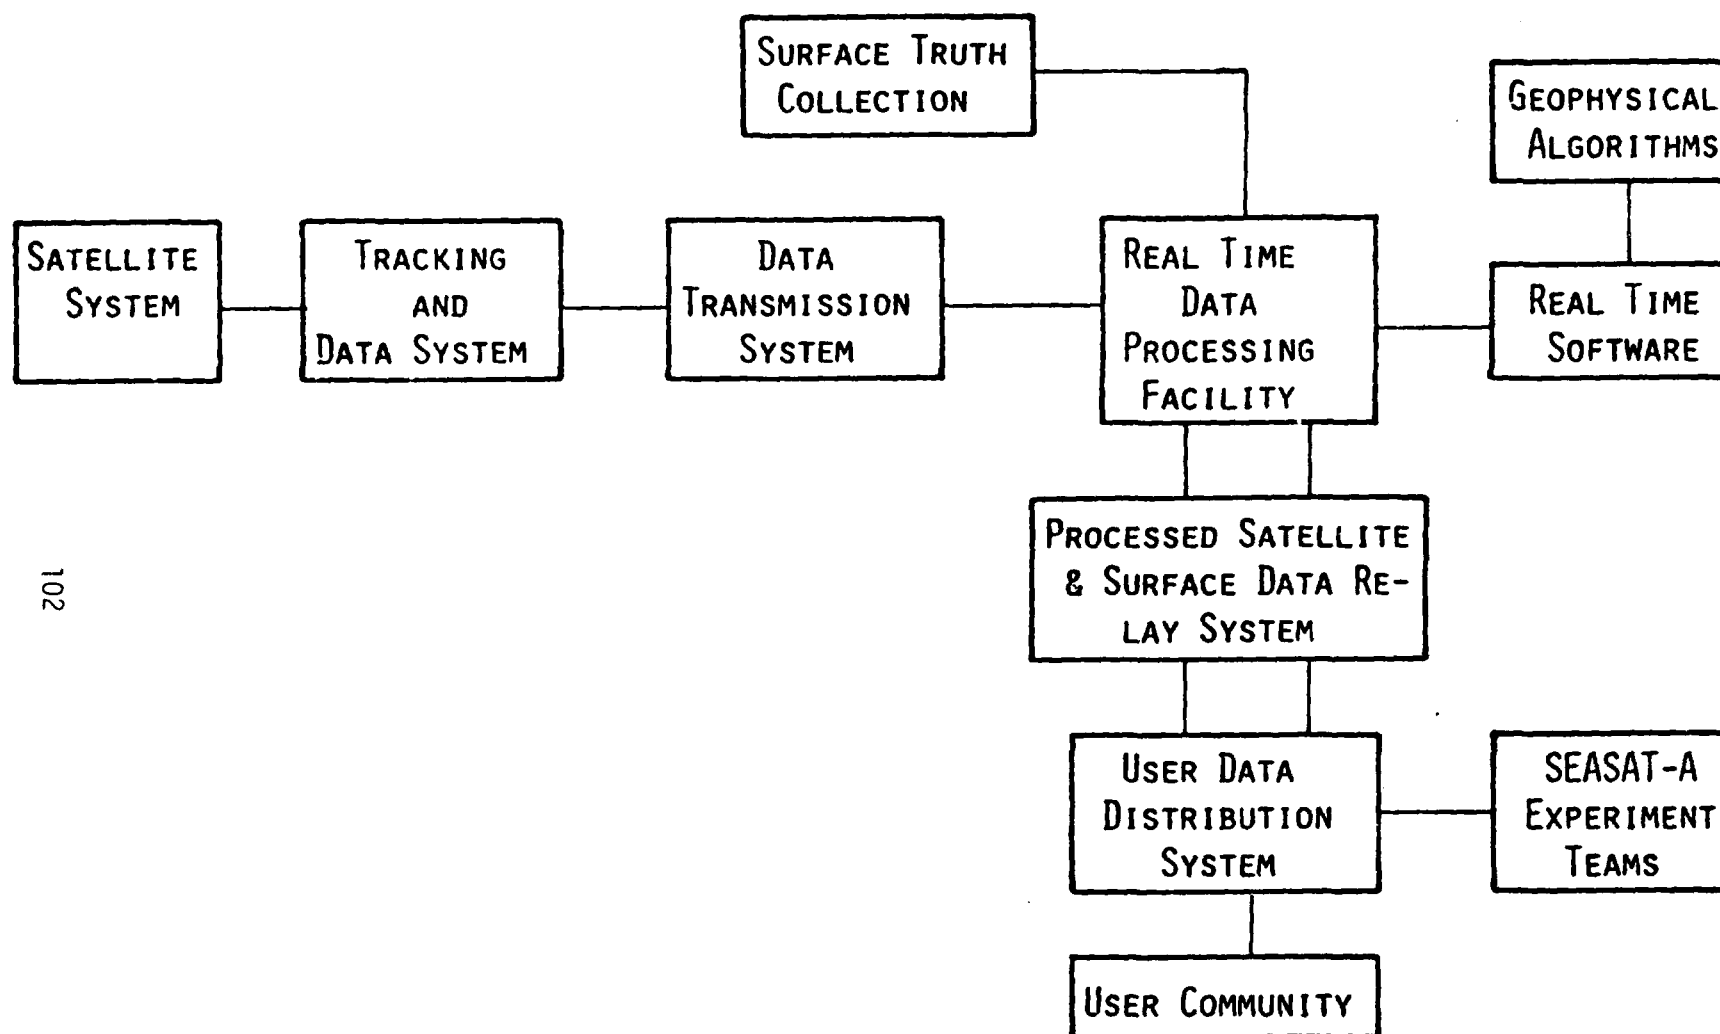 SURFACE TRUTH
COLLECTION
GEOPHYSICAL
ALGORITHMS
SATELLITE
SYSTEM
TRACKING
AND
DATA SYSTEM
DATA
TRANSMISSION
SYSTEM
REAL TIME
DATA
PROCESSING
FACILITY
REAL TIME
SOFTWARE
PROCESSED SATELLITE
& SURFACE DATA RE-
LAY SYSTEM
102
USER DATA
DISTRIBUTION
SYSTEM
SEASAT-A
EXPERIMENT
TEAMS
USER COMMUNITY